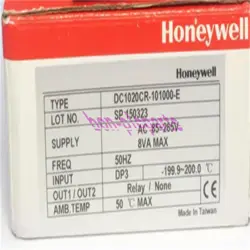 Honeywell
Honeywell
TYPE DC1020CR-101000-E
LOT NO. SP 150323
SUPPLY AC 85-265V
8VA MAX
FREQ 50HZ
INPUT DP3 -199.9~200.0 °C
OUT1 / OUT2 Relay / None
AMB.TEMP 50 °C MAX
Made In Taiwan